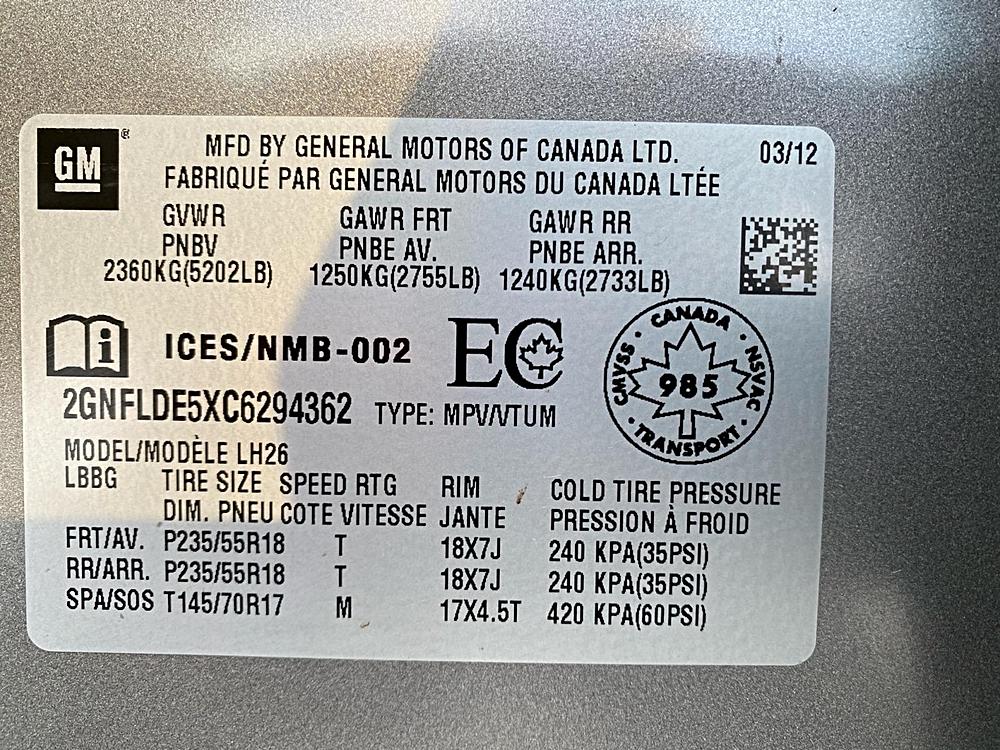 GM ®
MFD BY GENERAL MOTORS OF CANADA LTD. 03/12
FABRIQUÉ PAR GENERAL MOTORS DU CANADA LTÉE
GVWR GAWR FRT GAWR RR
PNBV PNBE AV. PNBE ARR.
2360KG(5202LB) 1250KG(2755LB) 1240KG(2733LB)
i ICES/NMB-002 EC
CANADA
CMVSS · 985 · NSVAC
TRANSPORT
2GNFLDE5XC6294362 TYPE: MPV/VTUM
MODEL/MODÈLE LH26
LBBG TIRE SIZE SPEED RTG RIM COLD TIRE PRESSURE
DIM. PNEU COTE VITESSE JANTE PRESSION À FROID
FRT/AV. P235/55R18 T 18X7J 240 KPA(35PSI)
RR/ARR. P235/55R18 T 18X7J 240 KPA(35PSI)
SPA/SOS T145/70R17 M 17X4.5T 420 KPA(60PSI)